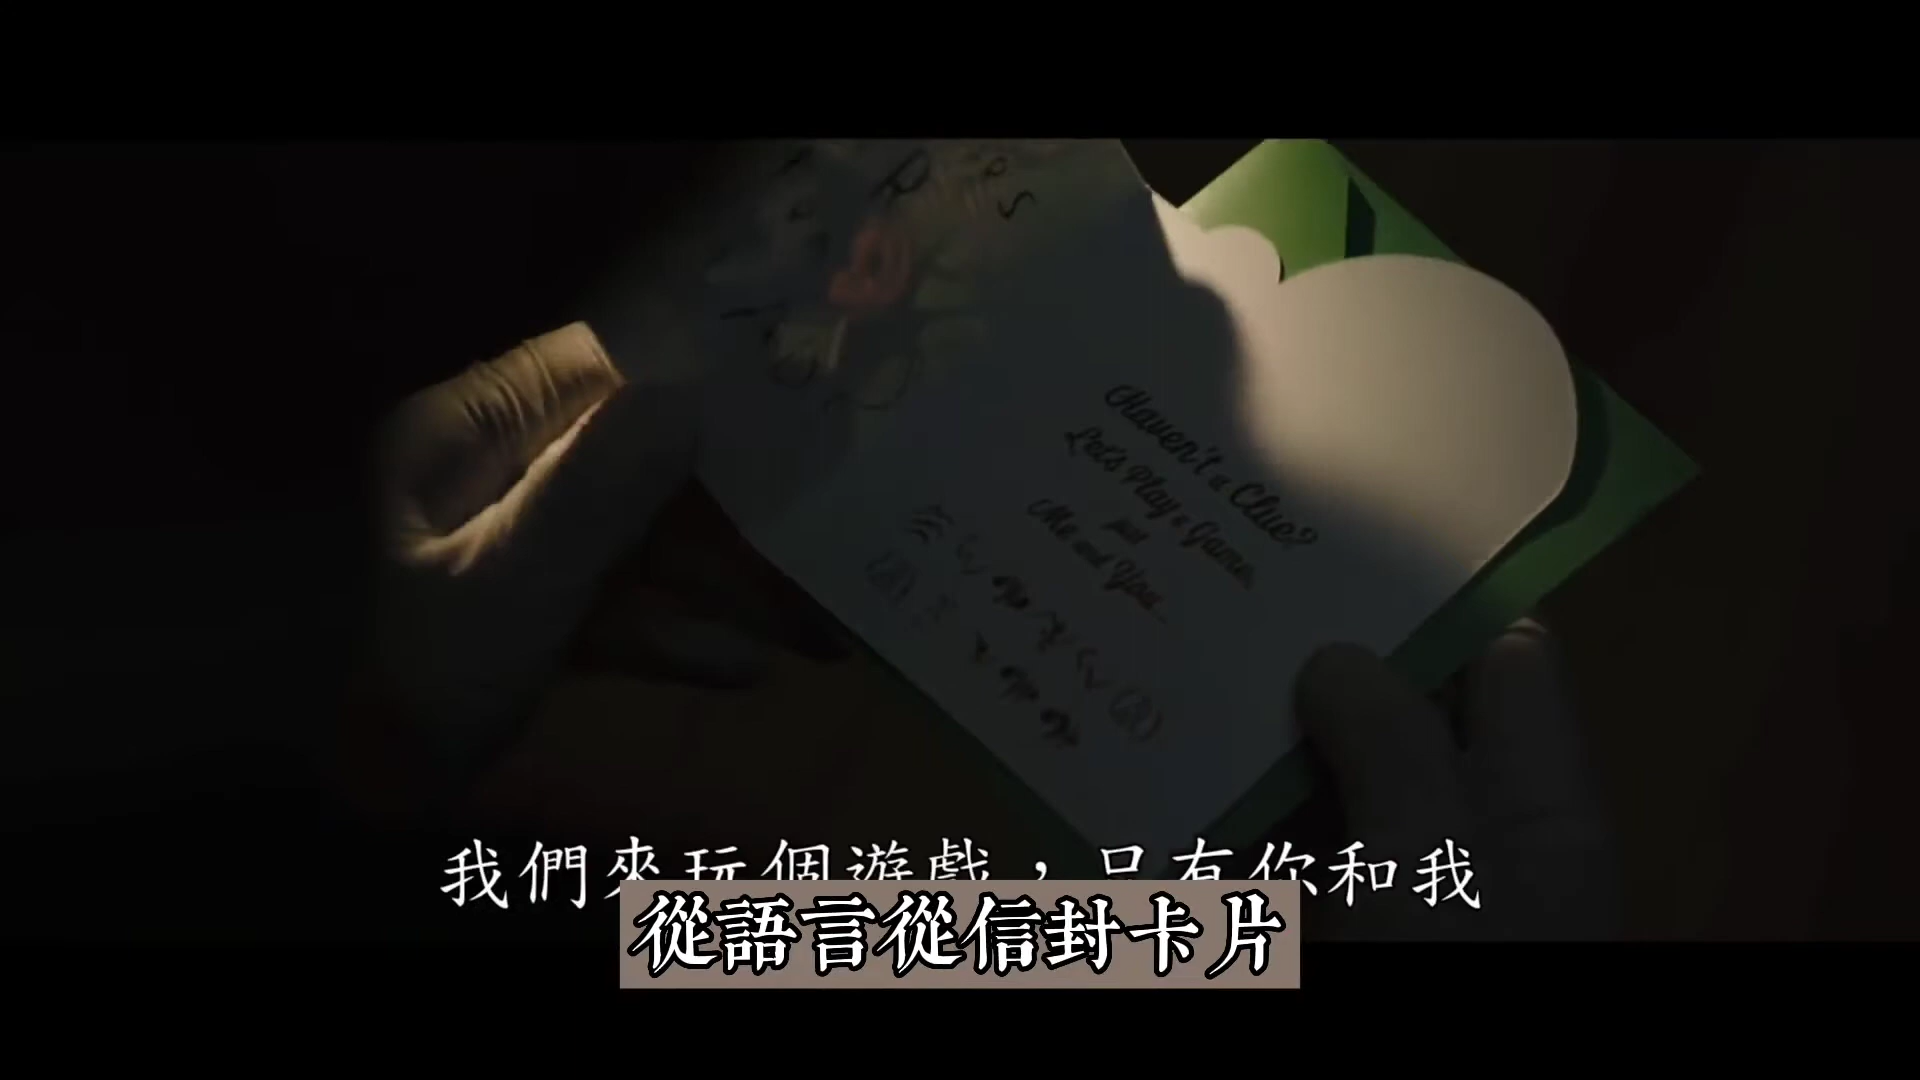 Haven't a Clue?
Let's Play a Game,
just
Me and You...
我們來玩個遊戲，只有你和我
從語言從信封卡片